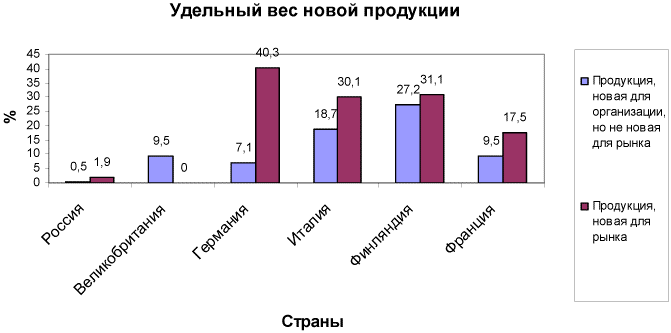 Удельный вес новой продукции
%
45
40
35
30
25
20
15
10
5
0
0,5
1,9
9,5
0
7,1
40,3
18,7
30,1
27,2
31,1
9,5
17,5
Россия
Великобритания
Германия
Италия
Финляндия
Франция
Страны
Продукция,
новая для
организации,
но не новая
для рынка
Продукция,
новая для
рынка